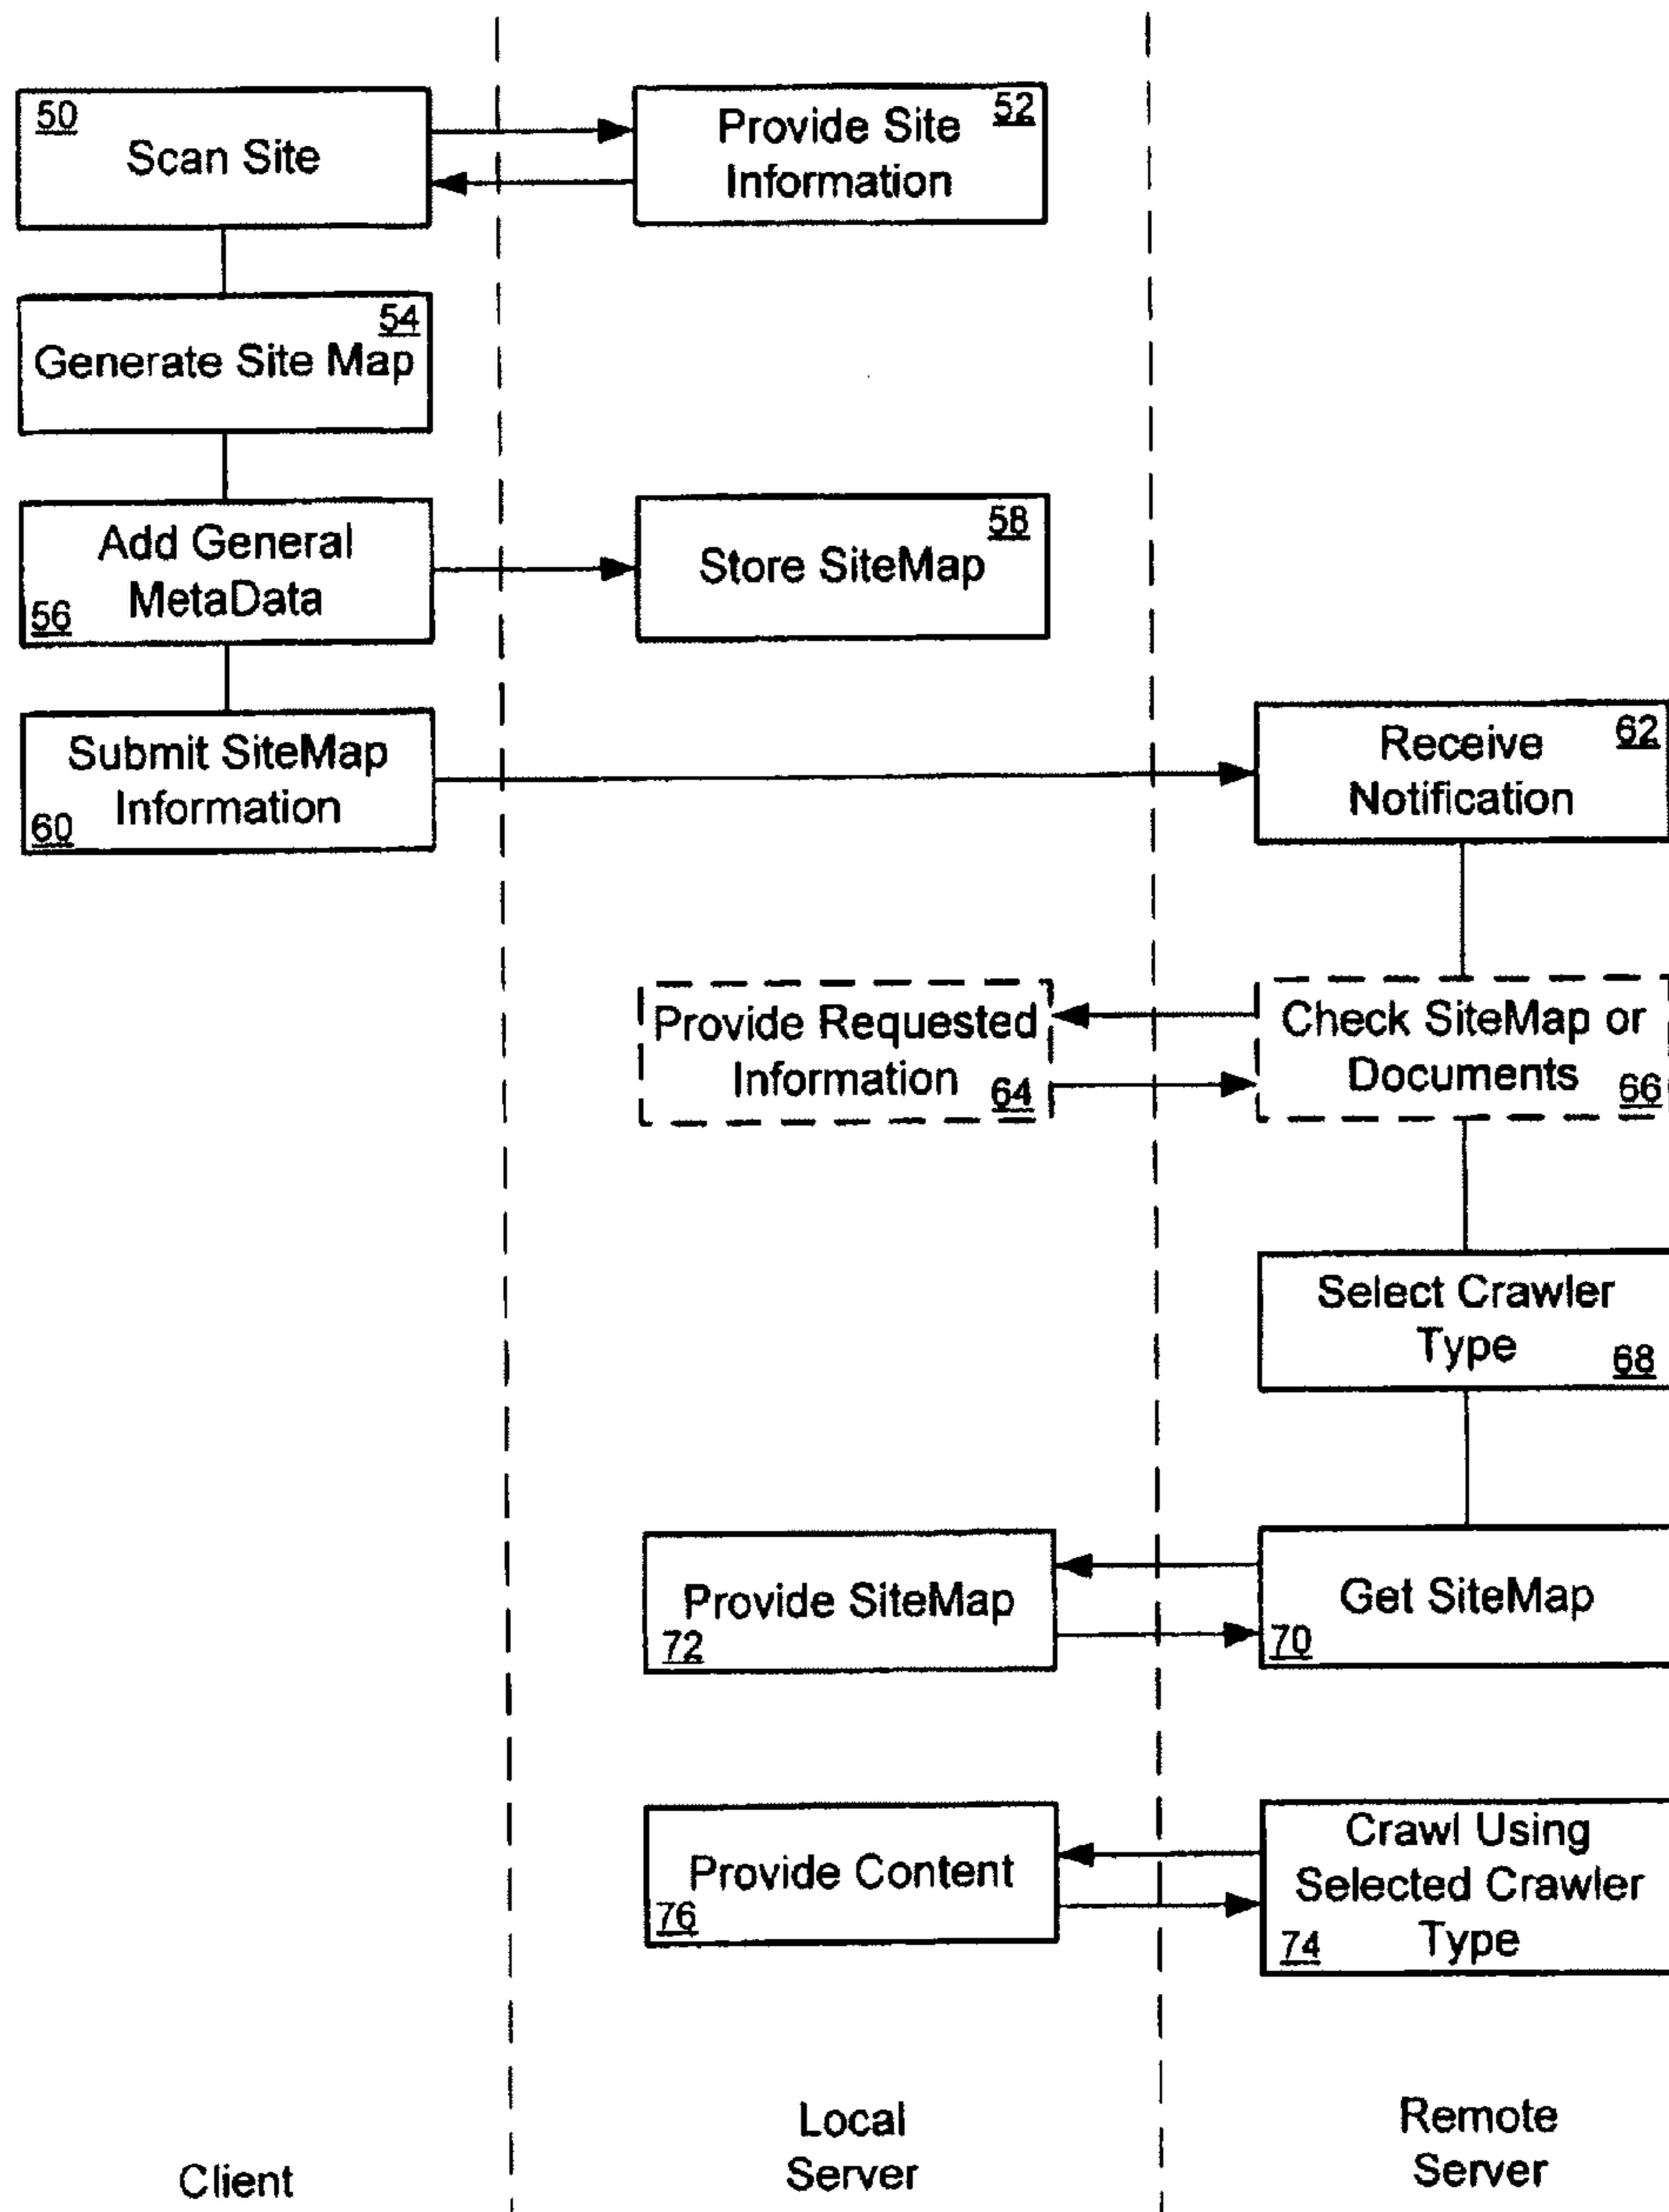 50
Scan Site
52
Provide Site
Information
54
Generate Site Map
Add General
MetaData
56
58
Store SiteMap
Submit SiteMap
Information
60
62
Receive
Notification
Provide Requested
Information
64
Check SiteMap or
Documents
66
Select Crawler
Type
68
Provide SiteMap
72
Get SiteMap
70
Provide Content
76
Crawl Using
Selected Crawler
Type
74
Client
Local
Server
Remote
Server